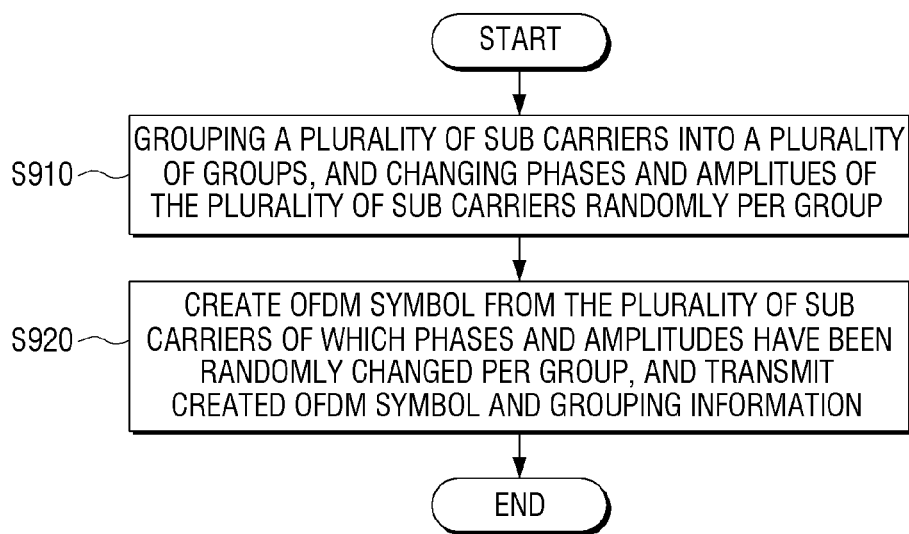 START
S910
GROUPING A PLURALITY OF SUB CARRIERS INTO A PLURALITY
OF GROUPS, AND CHANGING PHASES AND AMPLITUES OF
THE PLURALITY OF SUB CARRIERS RANDOMLY PER GROUP
S920
CREATE OFDM SYMBOL FROM THE PLURALITY OF SUB
CARRIERS OF WHICH PHASES AND AMPLITUDES HAVE BEEN
RANDOMLY CHANGED PER GROUP, AND TRANSMIT
CREATED OFDM SYMBOL AND GROUPING INFORMATION
END